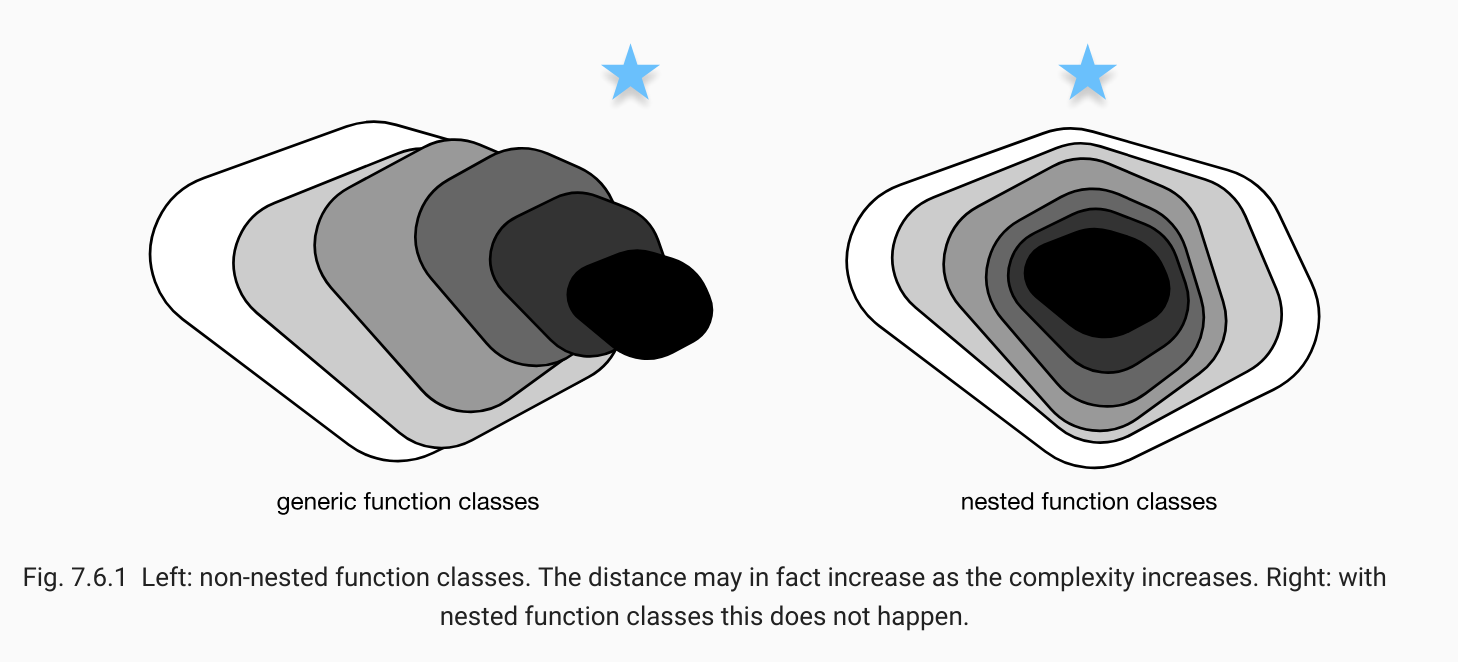 generic function classes
nested function classes
Fig. 7.6.1 Left: non-nested function classes. The distance may in fact increase as the complexity increases. Right: with
nested function classes this does not happen.